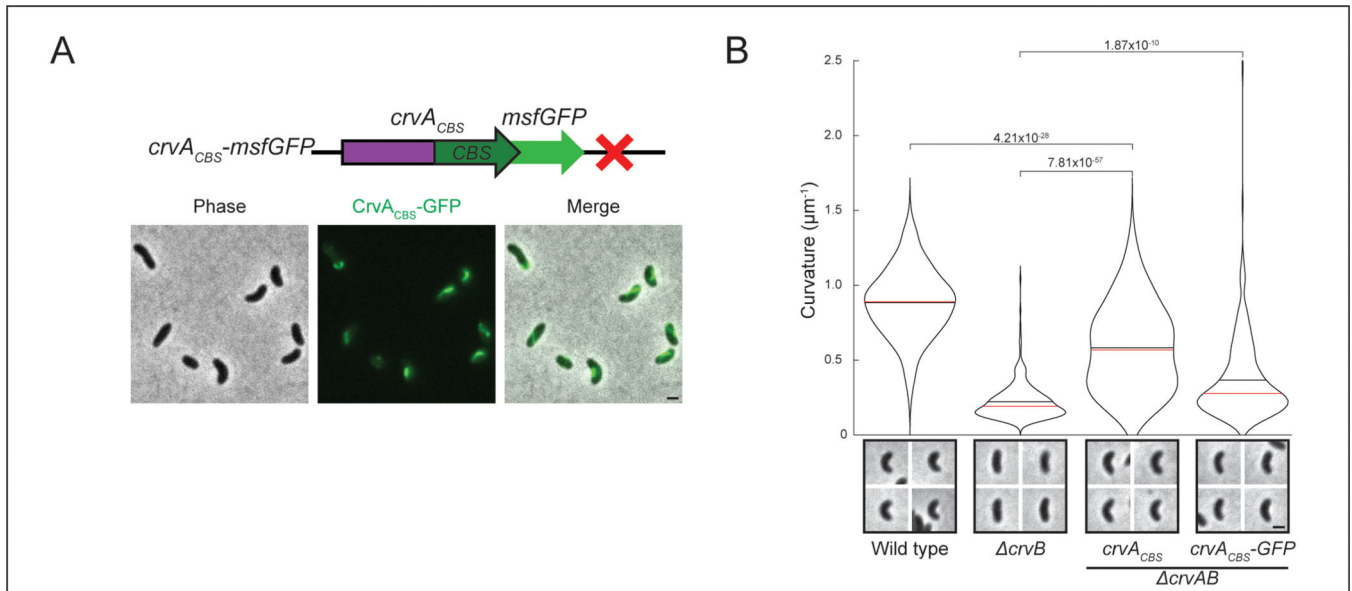 A
crvA_CBS msfGFP
crvA_CBS-msfGFP
CBS
Phase CrvA_CBS-GFP Merge
B
1.87x10^-10
2.5
4.21x10^-28
7.81x10^-57
2.0
1.5
Curvature (µm^-1)
1.0
0.5
0
Wild type ΔcrvB crvA_CBS crvA_CBS-GFP
ΔcrvAB